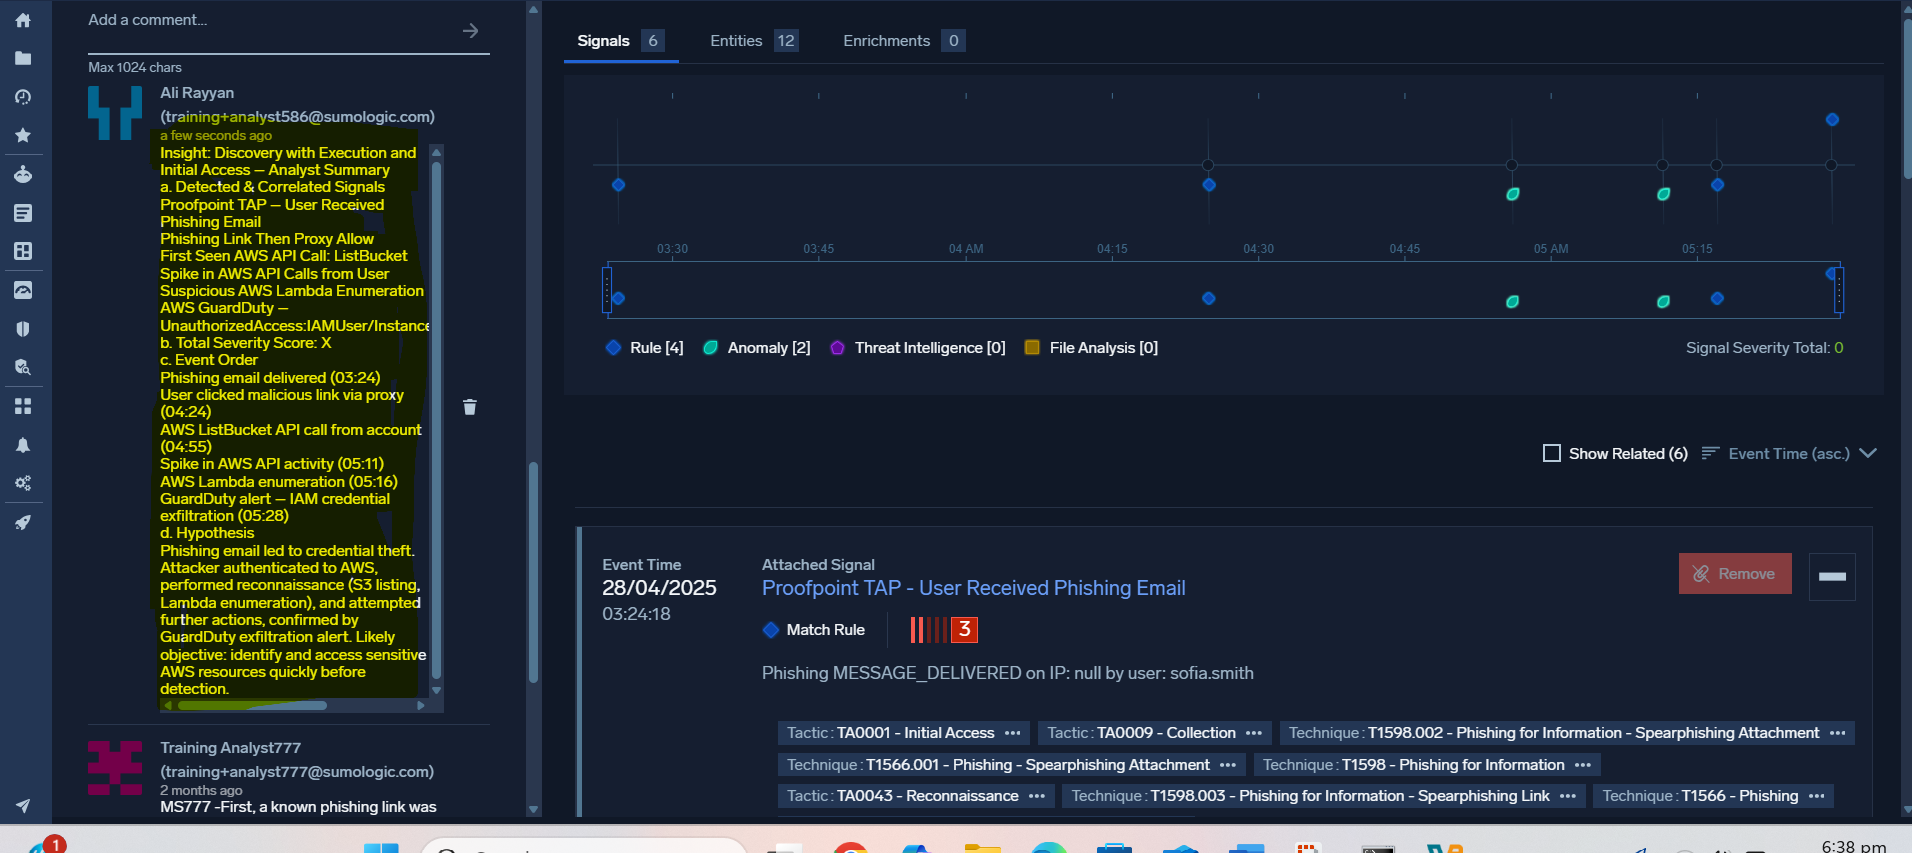 Add a comment...
Max 1024 chars
Ali Rayyan
(training+analyst586@sumologic.com)
a few seconds ago
Insight: Discovery with Execution and
Initial Access — Analyst Summary
a. Detected & Correlated Signals
Proofpoint TAP — User Received
Phishing Email
Phishing Link Then Proxy Allow
First Seen AWS API Call: ListBucket
Spike in AWS API Calls from User
Suspicious AWS Lambda Enumeration
AWS GuardDuty —
UnauthorizedAccess:IAMUser/Instance
b. Total Severity Score: X
c. Event Order
Phishing email delivered (03:24)
User clicked malicious link via proxy
(04:24)
AWS ListBucket API call from account
(04:55)
Spike in AWS API activity (05:11)
AWS Lambda enumeration (05:16)
GuardDuty alert — IAM credential
exfiltration (05:28)
d. Hypothesis
Phishing email led to credential theft.
Attacker authenticated to AWS,
performed reconnaissance (S3 listing,
Lambda enumeration), and attempted
further actions, confirmed by
GuardDuty exfiltration alert. Likely
objective: identify and access sensitive
AWS resources quickly before
detection.
Training Analyst777
(training+analyst777@sumologic.com)
2 months ago
MS777 -First, a known phishing link was
Signals 6 Entities 12 Enrichments 0
03:30 03:45 04 AM 04:15 04:30 04:45 05 AM 05:15
Rule [4] Anomaly [2] Threat Intelligence [0] File Analysis [0] Signal Severity Total: 0
Show Related (6) Event Time (asc.)
Event Time
28/04/2025
03:24:18
Attached Signal
Proofpoint TAP - User Received Phishing Email
Remove
Match Rule 3
Phishing MESSAGE_DELIVERED on IP: null by user: sofia.smith
Tactic : TA0001 - Initial Access ••• Tactic : TA0009 - Collection ••• Technique : T1598.002 - Phishing for Information - Spearphishing Attachment •••
Technique : T1566.001 - Phishing - Spearphishing Attachment ••• Technique : T1598 - Phishing for Information •••
Tactic : TA0043 - Reconnaissance ••• Technique : T1598.003 - Phishing for Information - Spearphishing Link ••• Technique : T1566 - Phishing •••
1
6:38 pm